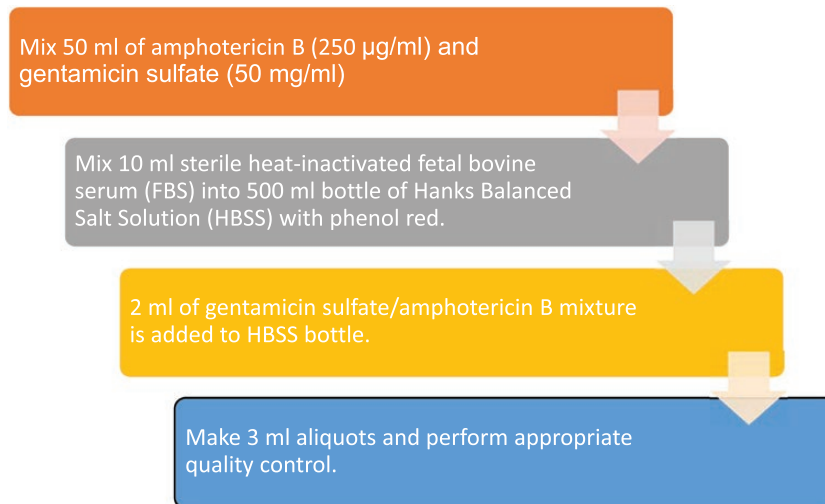 Mix 50 ml of amphotericin B (250 µg/ml) and
gentamicin sulfate (50 mg/ml)
Mix 10 ml sterile heat-inactivated fetal bovine
serum (FBS) into 500 ml bottle of Hanks Balanced
Salt Solution (HBSS) with phenol red.
2 ml of gentamicin sulfate/amphotericin B mixture
is added to HBSS bottle.
Make 3 ml aliquots and perform appropriate
quality control.